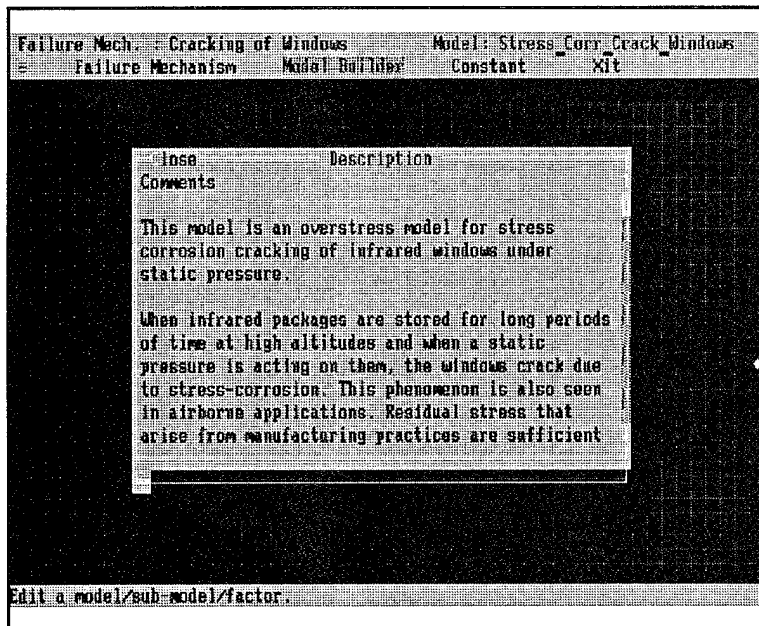 Failure Mech. : Cracking of Windows Model: Stress_Corr_Crack_Windows
= Failure Mechanism Model Builder Constant Xit
lose Description
Comments
This model is an overstress model for stress
corrosion cracking of infrared windows under
static pressure.
When infrared packages are stored for long periods
of time at high altitudes and when a static
pressure is acting on them, the windows crack due
to stress-corrosion. This phenomenon is also seen
in airborne applications. Residual stress that
arise from manufacturing practices are sufficient
Edit a model/sub-model/factor.